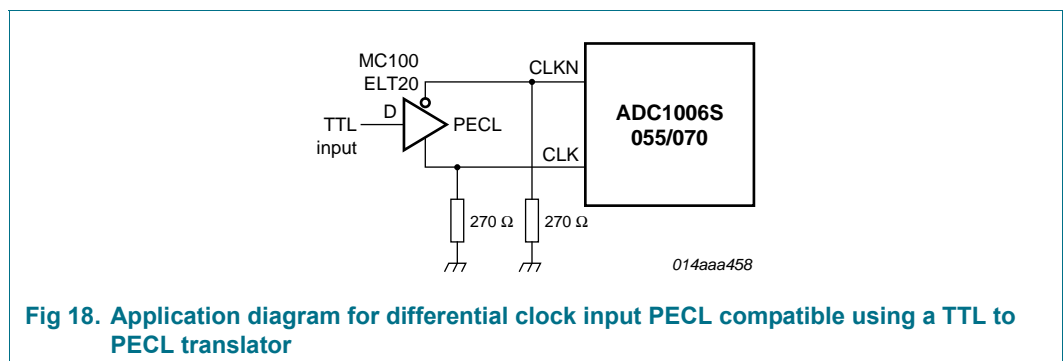 MC100
ELT20
CLKN
D
TTL
input
PECL
ADC1006S
055/070
CLK
270 Ω
270 Ω
014aaa458
Fig 18. Application diagram for differential clock input PECL compatible using a TTL to
PECL translator